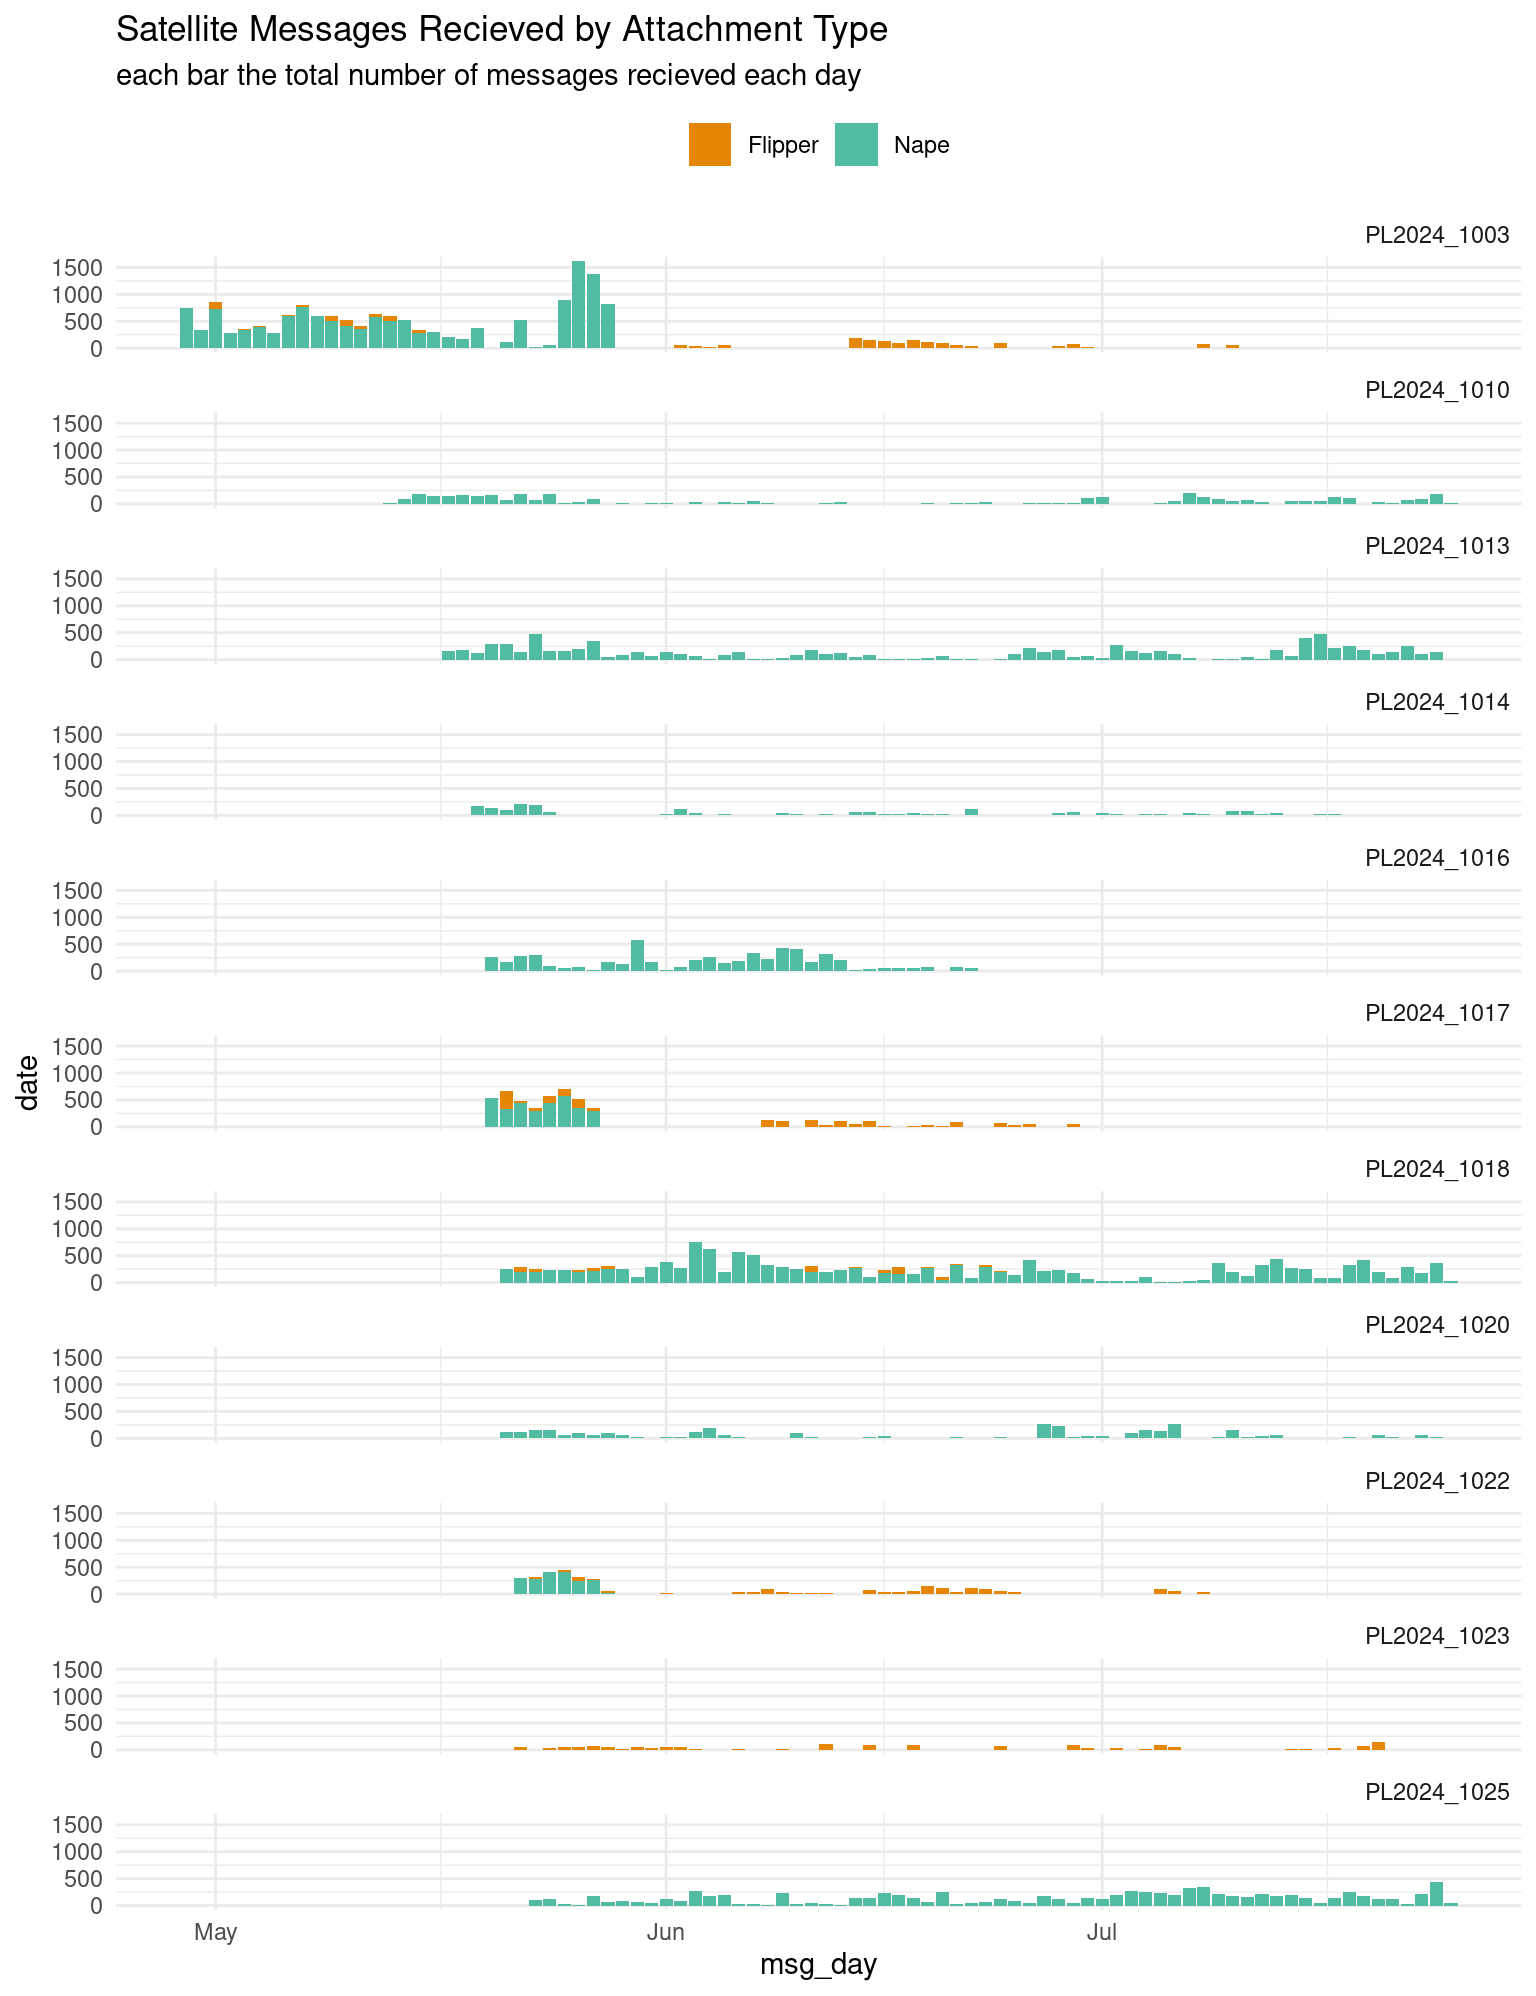 Satellite Messages Recieved by Attachment Type
each bar the total number of messages recieved each day
Flipper Nape
PL2024_1003
1500
1000
500
0
PL2024_1010
1500
1000
500
0
PL2024_1013
1500
1000
500
0
PL2024_1014
1500
1000
500
0
PL2024_1016
1500
1000
500
0
PL2024_1017
1500
1000
500
0
date
PL2024_1018
1500
1000
500
0
PL2024_1020
1500
1000
500
0
PL2024_1022
1500
1000
500
0
PL2024_1023
1500
1000
500
0
PL2024_1025
1500
1000
500
0
May Jun Jul
msg_day